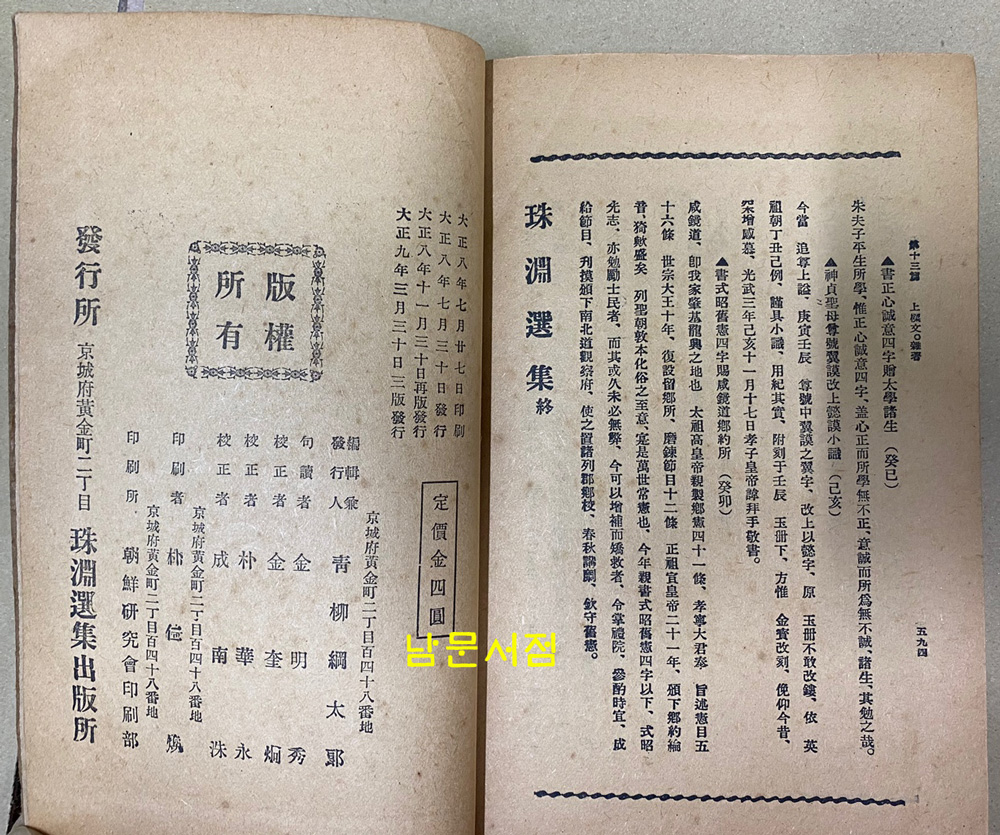 第十三篇　上樑文○雜著　五九四
▲書正心誠意四字贈太學諸生（癸巳）
朱夫子平生所學、惟正心誠意四字、盖心正而所學無不正、意誠而所爲無不誠、諸生、其勉之哉。
▲神貞聖母尊號翼謨改上懿謨小識（己亥）
今當　追尊上謚、庚寅壬辰　尊號中翼謨之翼字、改上以懿字、原　玉冊不敢改鏤、依　英
祖朝丁丑己例、謹具小識、用紀其實、附刻于壬辰　玉冊下、方惟　金寶改刻、俛仰今昔、
采增感慕、光武三年己亥十一月十七日孝子皇帝諱拜手敬書。
▲書式昭舊憲四字賜咸鏡道鄕約所（癸卯）
咸鏡道、卽我家肇基龍興之地也　太祖高皇帝親製鄕憲四十一條、孝寧大君奉　旨述憲目五
十六條　世宗大王十年、復設留鄕所、磨鍊節目十二條　正祖宣皇帝二十一年、頒下鄕約綸
音、猗歟盛矣　列聖朝敦本化俗之至意、寔是萬世常憲也、今年親書式昭舊憲四字以下、式昭
先志、亦勉勵士民者、而其或久未必無弊、今可以增補而矯救者、令掌禮院、參酌時宜、成
給節目、刋摸頒下南北道觀察府、使之置諸列郡鄕校、春秋講劘、欽守舊憲。
珠淵選集終
大正八年七月廿七日印刷
大正八年七月三十日發行
大正八年十一月三十日再版發行
大正九年三月三十日三版發行
定價金四圓
版權
所有
京城府黃金町二丁目百四十八番地
編輯兼
發行人　青柳綱太郎
句讀者　金明秀
校正者　金奎炯
校正者　朴華永
校正者　成南洙
京城府黃金町二丁目百四十八番地
印刷者　朴仁煥
京城府黃金町二丁目百四十八番地
印刷所　朝鮮硏究會印刷部
發行所　京城府黃金町二丁目　珠淵選集出版所
남문서점